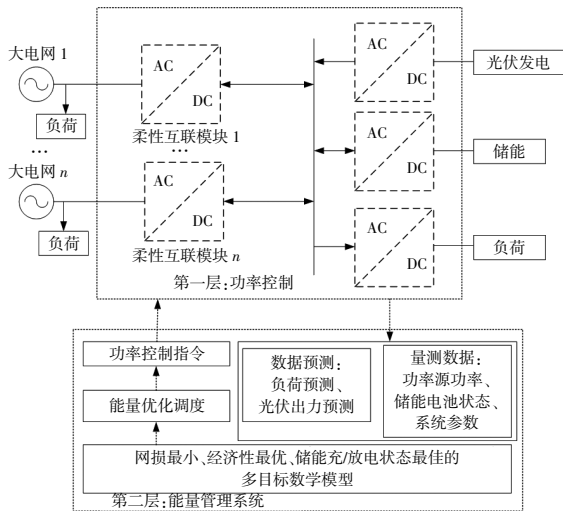 大电网 1
负荷
…
大电网 n
负荷
AC
DC
柔性互联模块 1
…
AC
DC
柔性互联模块 n
AC
DC
光伏发电
AC
DC
储能
AC
DC
负荷
第一层:功率控制
功率控制指令
能量优化调度
数据预测:
负荷预测、
光伏出力预测
量测数据:
功率源功率、
储能电池状态、
系统参数
网损最小、经济性最优、储能充/放电状态最佳的
多目标数学模型
第二层:能量管理系统